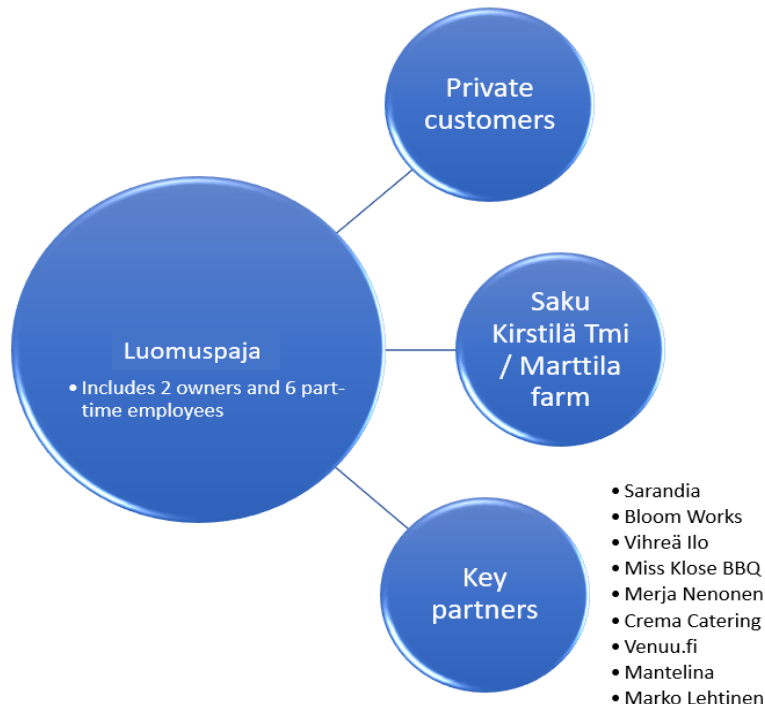 Private
customers
Luomuspaja
• Includes 2 owners and 6 part-
time employees
Saku
Kirstilä Tmi
/ Marttila
farm
Key
partners
• Sarandia
• Bloom Works
• Vihreä Ilo
• Miss Klose BBQ
• Merja Nenonen
• Crema Catering
• Venuu.fi
• Mantelina
• Marko Lehtinen